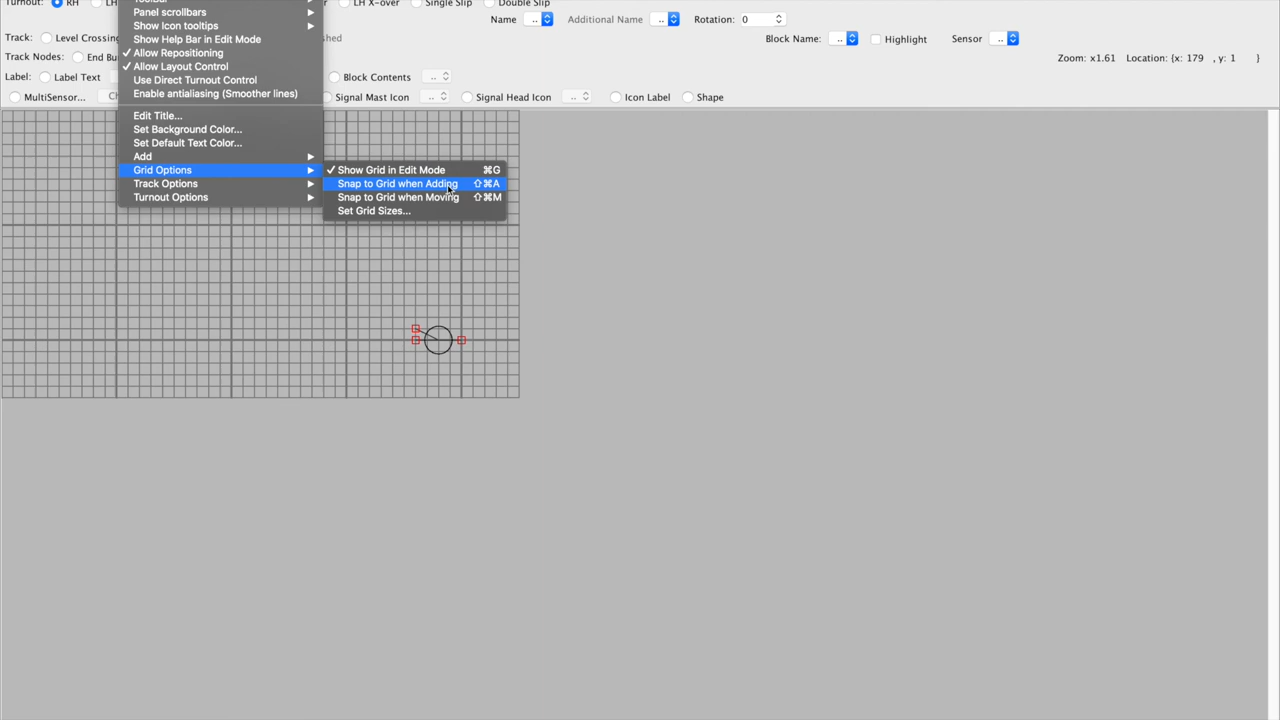 Turnout: RH LH X-over Single Slip Double Slip
Name .. Additional Name .. Rotation: 0
Track: Level Crossing
Block Name: .. Highlight Sensor ..
Track Nodes: End Bu
Zoom: x1.61 Location: {x: 179 , y: 1 }
Label: Label Text Block Contents ..
MultiSensor... Signal Mast Icon .. Signal Head Icon .. Icon Label Shape
Panel scrollbars ▶
Show Icon tooltips ▶
Show Help Bar in Edit Mode
✓ Allow Repositioning
✓ Allow Layout Control
Use Direct Turnout Control
Enable antialiasing (Smoother lines)
Edit Title...
Set Background Color...
Set Default Text Color...
Add ▶
Grid Options ▶
Track Options ▶
Turnout Options ▶
✓ Show Grid in Edit Mode ⌘G
Snap to Grid when Adding ⇧⌘A
Snap to Grid when Moving ⇧⌘M
Set Grid Sizes...